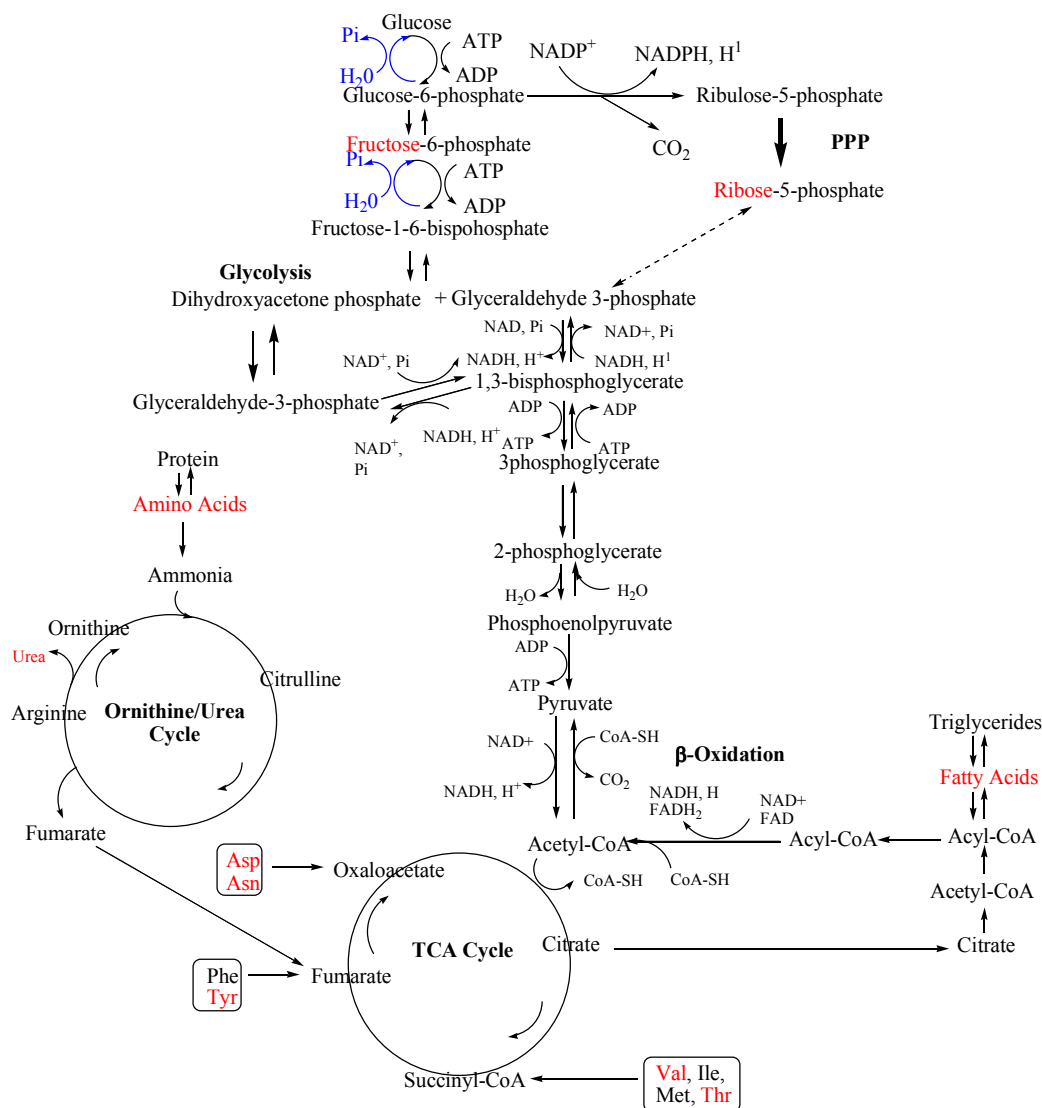 Glucose
Pi
ATP
H20
ADP
NADP+
NADPH, H1
Glucose-6-phosphate
Ribulose-5-phosphate
CO2
PPP
Fructose-6-phosphate
Pi
ATP
H20
ADP
Ribose-5-phosphate
Fructose-1-6-bispohosphate
Glycolysis
Dihydroxyacetone phosphate + Glyceraldehyde 3-phosphate
NAD, Pi
NAD+, Pi
NAD+, Pi
NADH, H+
NADH, H1
1,3-bisphosphoglycerate
Glyceraldehyde-3-phosphate
ADP
ADP
NAD+,
Pi
NADH, H+
ATP
ATP
3phosphoglycerate
Protein
Amino Acids
Ammonia
2-phosphoglycerate
H2O
H2O
Phosphoenolpyruvate
ADP
ATP
Pyruvate
Ornithine
Urea
Citrulline
Arginine
Ornithine/Urea
Cycle
Fumarate
NAD+
CoA-SH
NADH, H+
CO2
β-Oxidation
Triglycerides
Fatty Acids
NADH, H
FADH2
NAD+
FAD
Acetyl-CoA
Acyl-CoA
Acyl-CoA
CoA-SH
CoA-SH
Acetyl-CoA
Asp
Asn
Oxaloacetate
TCA Cycle
Citrate
Citrate
Phe
Tyr
Fumarate
Succinyl-CoA
Val, Ile,
Met, Thr